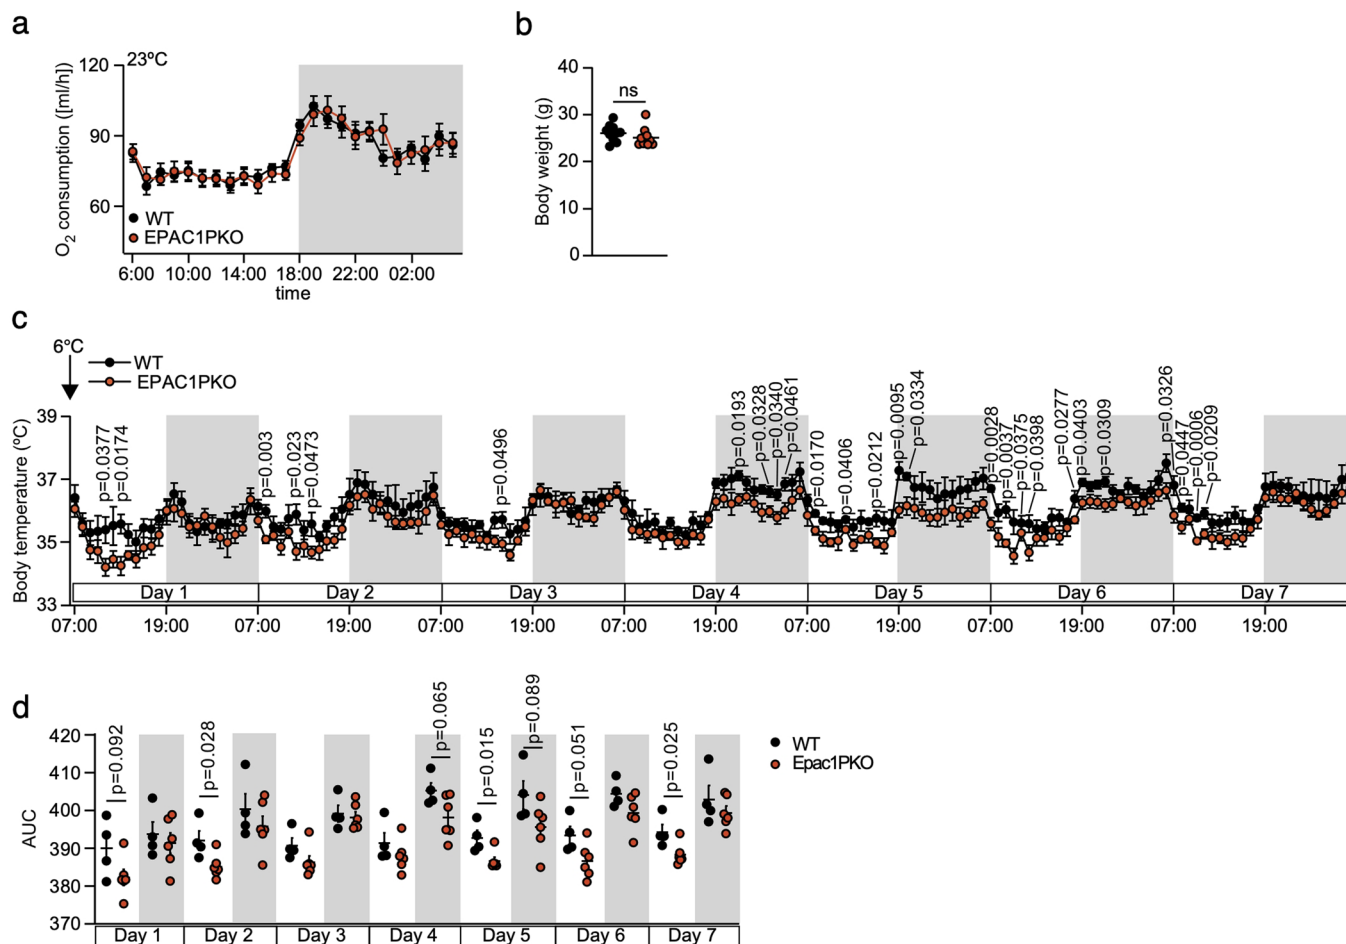 a
23ºC
O2 consumption ([ml/h])
120
90
60
WT
EPAC1PKO
6:00 10:00 14:00 18:00 22:00 02:00
time
b
Body weight (g)
40
30
20
10
0
ns
c
6ºC
WT
EPAC1PKO
Body temperature (ºC)
39
37
35
33
p=0.0377
p=0.0174
p=0.003
p=0.023
p=0.0473
p=0.0496
p=0.0193
p=0.0328
p=0.0340
p=0.0461
p=0.0170
p=0.0406
p=0.0212
p=0.0095
p=0.0334
p=0.0028
p=0.0037
p=0.0375
p=0.0398
p=0.0277
p=0.0403
p=0.0309
p=0.0326
p=0.0447
p=0.0006
p=0.0209
Day 1 Day 2 Day 3 Day 4 Day 5 Day 6 Day 7
07:00 19:00 07:00 19:00 07:00 19:00 07:00 19:00 07:00 19:00 07:00 19:00 07:00 19:00
d
AUC
420
410
400
390
380
370
p=0.092
p=0.028
p=0.065
p=0.015
p=0.089
p=0.051
p=0.025
WT
Epac1PKO
Day 1 Day 2 Day 3 Day 4 Day 5 Day 6 Day 7